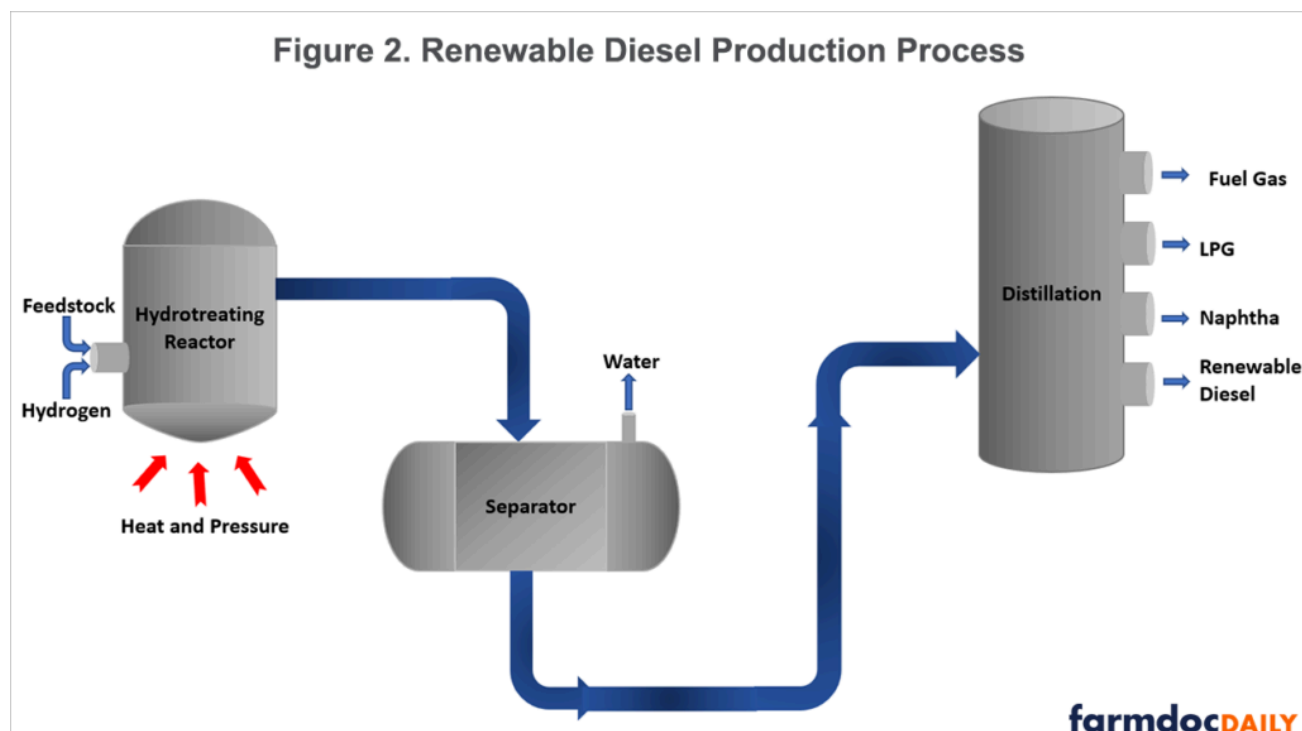 Figure 2. Renewable Diesel Production Process
Feedstock
Hydrogen
Hydrotreating
Reactor
Heat and Pressure
Separator
Water
Distillation
Fuel Gas
LPG
Naphtha
Renewable
Diesel
farmdocDAILY